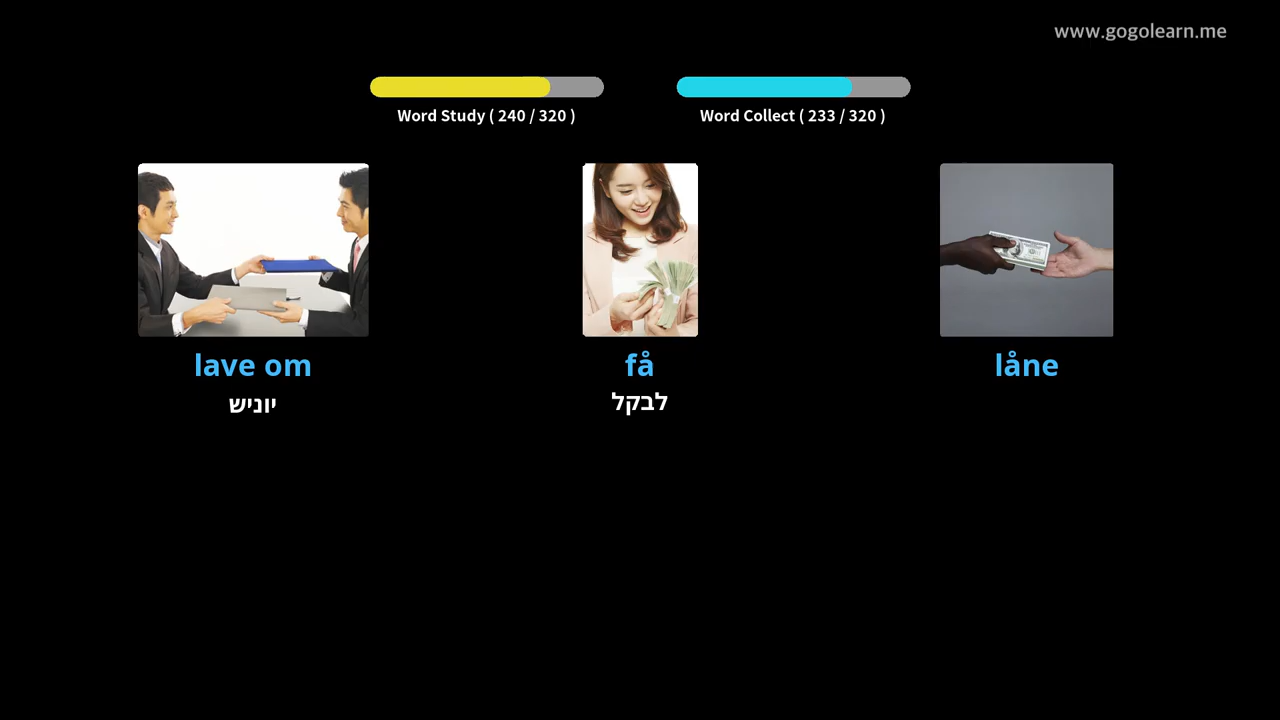 www.gogolearn.me
Word Study ( 240 / 320 )
Word Collect ( 233 / 320 )
lave om
få
låne
יוניש
לבקל